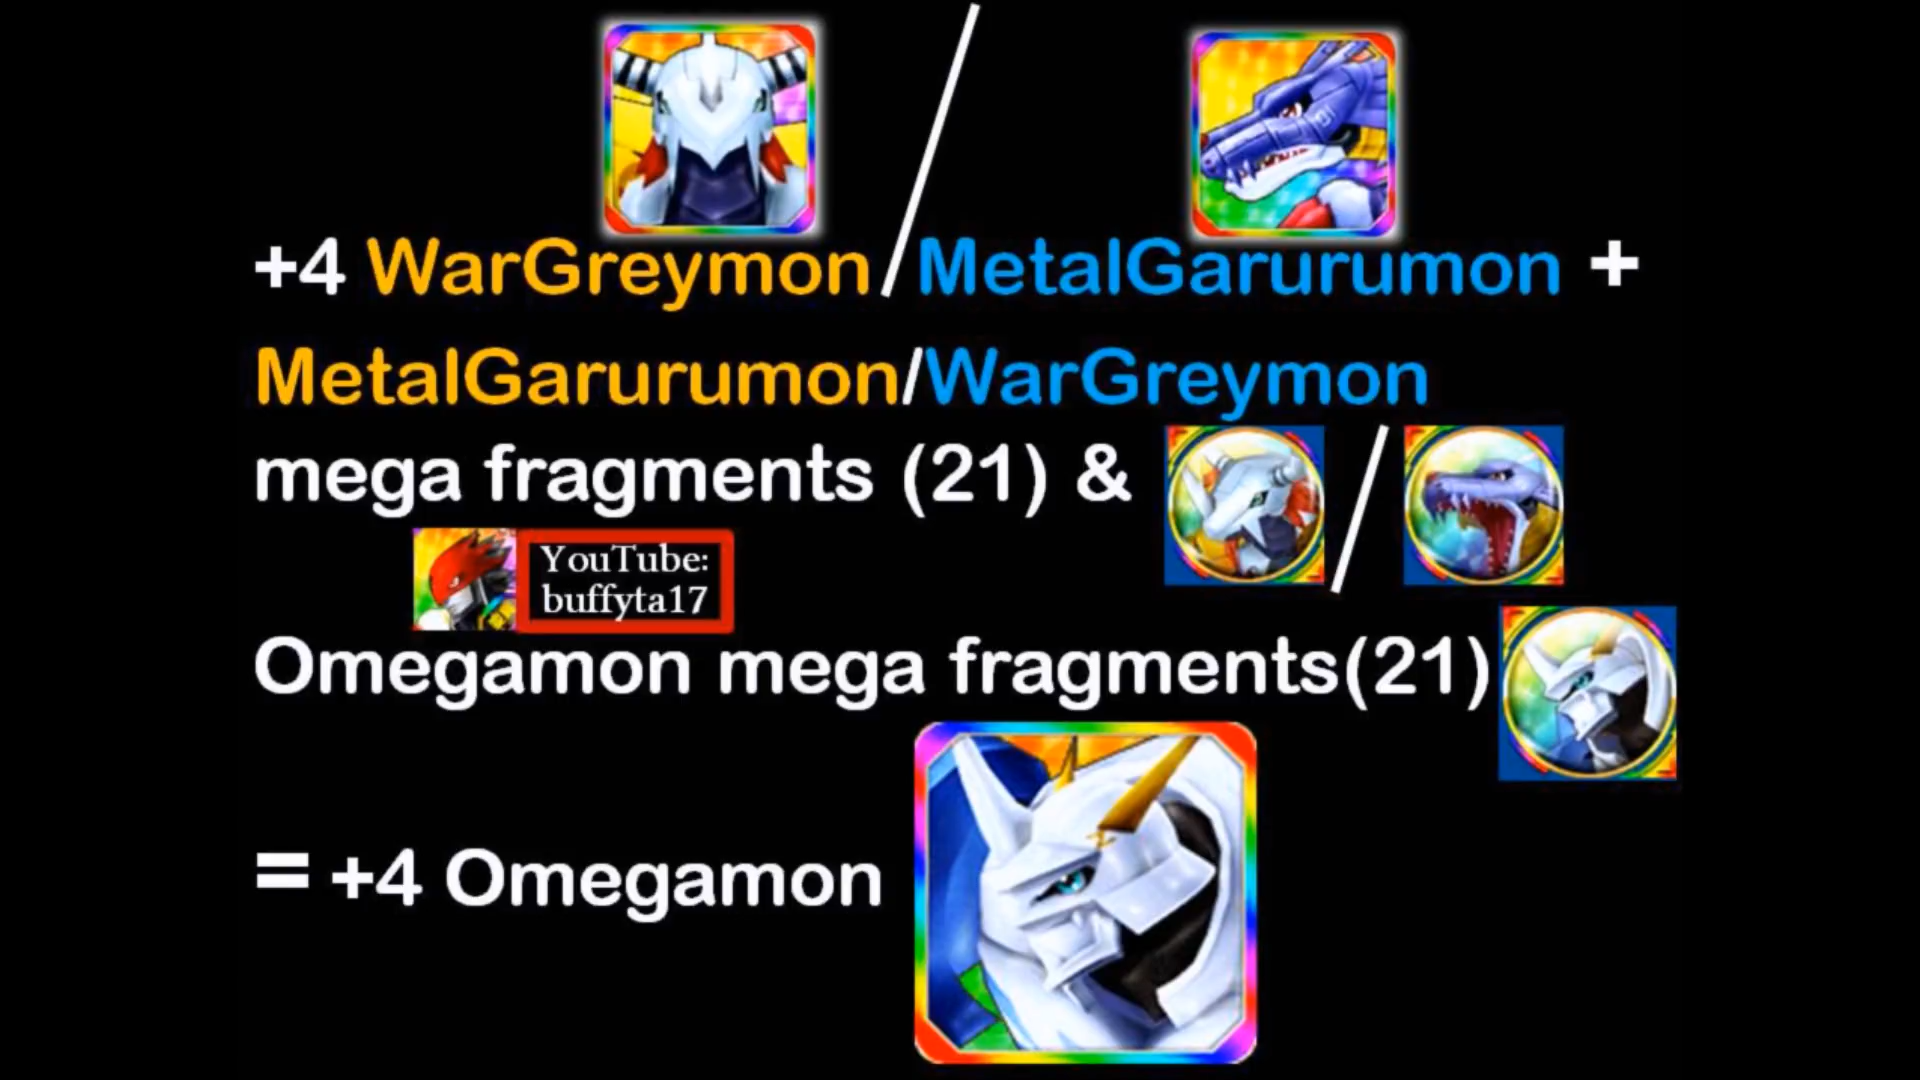 +4 WarGreymon/MetalGarurumon +
MetalGarurumon/WarGreymon
mega fragments (21) & /
YouTube:
buffyta17
Omegamon mega fragments(21)
= +4 Omegamon